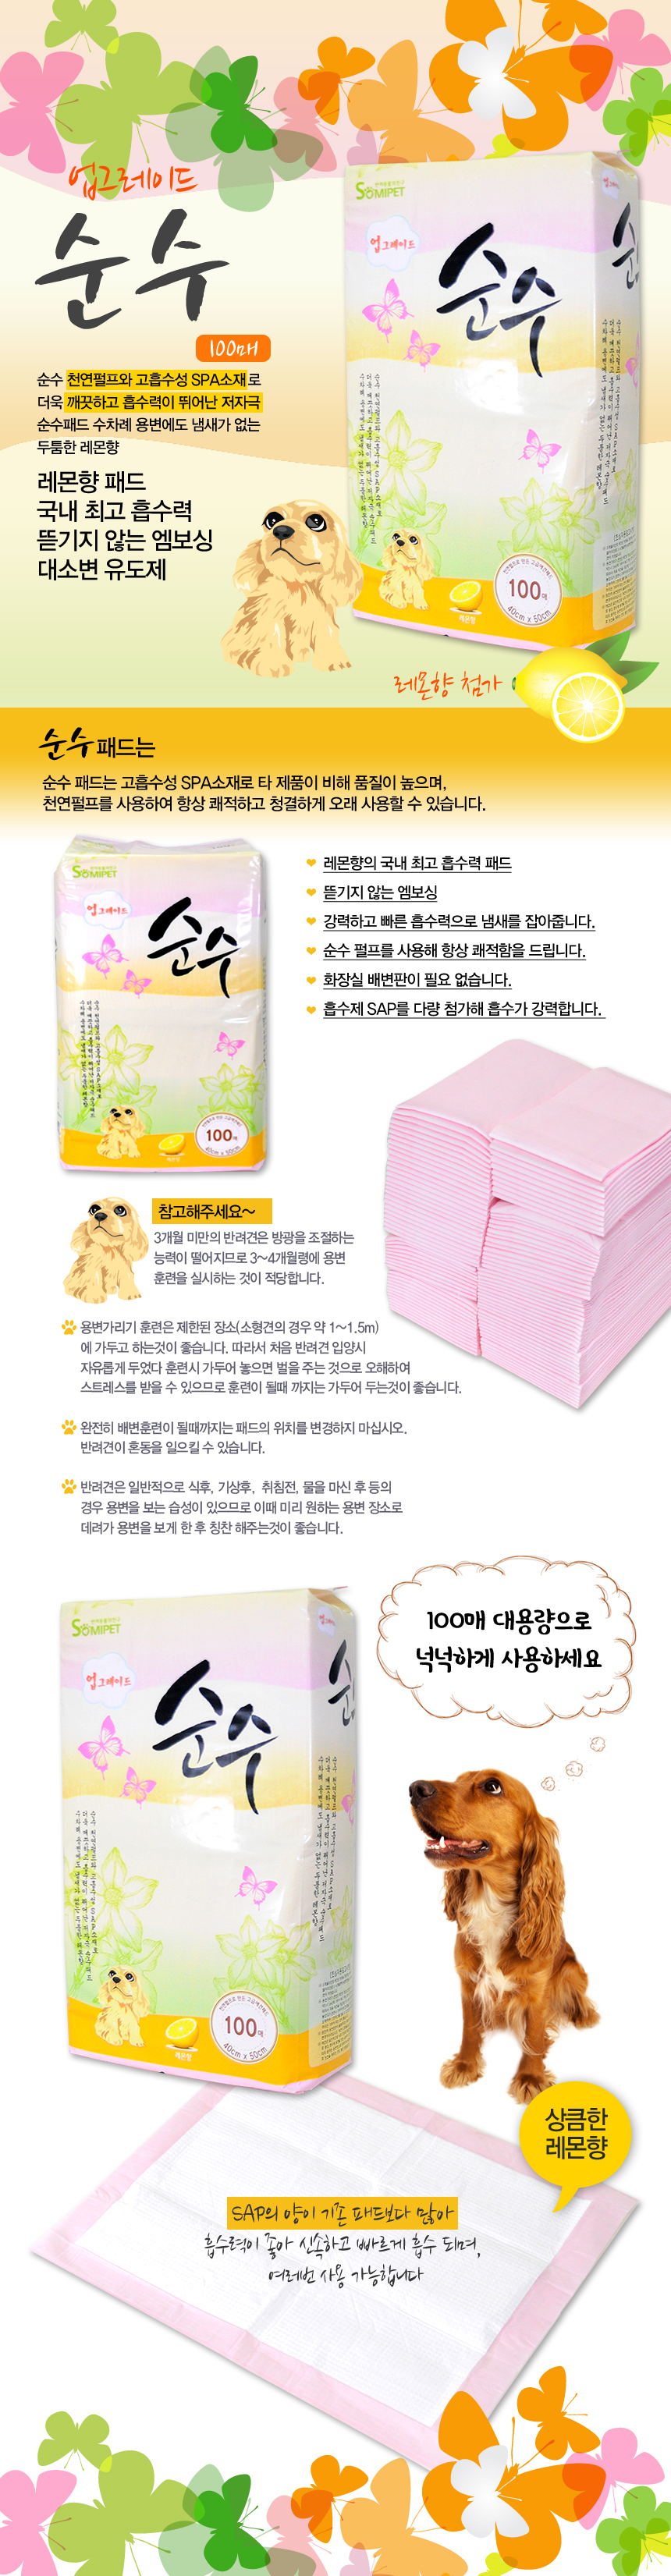 업그레이드
순수
100매
순수 천연펄프와 고흡수성 SPA소재로
더욱 깨끗하고 흡수력이 뛰어난 저자극
순수패드 수차례 용변에도 냄새가 없는
두툼한 레몬향
레몬향 패드
국내 최고 흡수력
뜯기지 않는 엠보싱
대소변 유도제
SOMIPET
업그레이드
순수
100매
40cm x 50cm
레몬향
레몬향 첨가
순수 패드는
순수 패드는 고흡수성 SPA소재로 타 제품이 비해 품질이 높으며,
천연펄프를 사용하여 항상 쾌적하고 청결하게 오래 사용할 수 있습니다.
SOMIPET
업그레이드
순수
100매
40cm x 50cm
레몬향의 국내 최고 흡수력 패드
뜯기지 않는 엠보싱
강력하고 빠른 흡수력으로 냄새를 잡아줍니다.
순수 펄프를 사용해 항상 쾌적함을 드립니다.
화장실 배변판이 필요 없습니다.
흡수제 SAP를 다량 첨가해 흡수가 강력합니다.
참고해주세요~
3개월 미만의 반려견은 방광을 조절하는
능력이 떨어지므로 3~4개월령에 용변
훈련을 실시하는 것이 적당합니다.
용변가리기 훈련은 제한된 장소(소형견의 경우 약 1~1.5m)
에 가두고 하는것이 좋습니다. 따라서 처음 반려견 입양시
자유롭게 두었다 훈련시 가두어 놓으면 벌을 주는 것으로 오해하여
스트레스를 받을 수 있으므로 훈련이 될때 까지는 가두어 두는것이 좋습니다.
완전히 배변훈련이 될때까지는 패드의 위치를 변경하지 마십시오.
반려견이 혼동을 일으킬 수 있습니다.
반려견은 일반적으로 식후, 기상후, 취침전, 물을 마신 후 등의
경우 용변을 보는 습성이 있으므로 이때 미리 원하는 용변 장소로
데려가 용변을 보게 한 후 칭찬 해주는것이 좋습니다.
100매 대용량으로
넉넉하게 사용하세요
SOMIPET
업그레이드
순수
100매
40cm x 50cm
레몬향
상큼한
레몬향
SAP의 양이 기존 패드보다 많아
흡수력이 좋아 신속하고 빠르게 흡수 되며,
여러번 사용 가능합니다